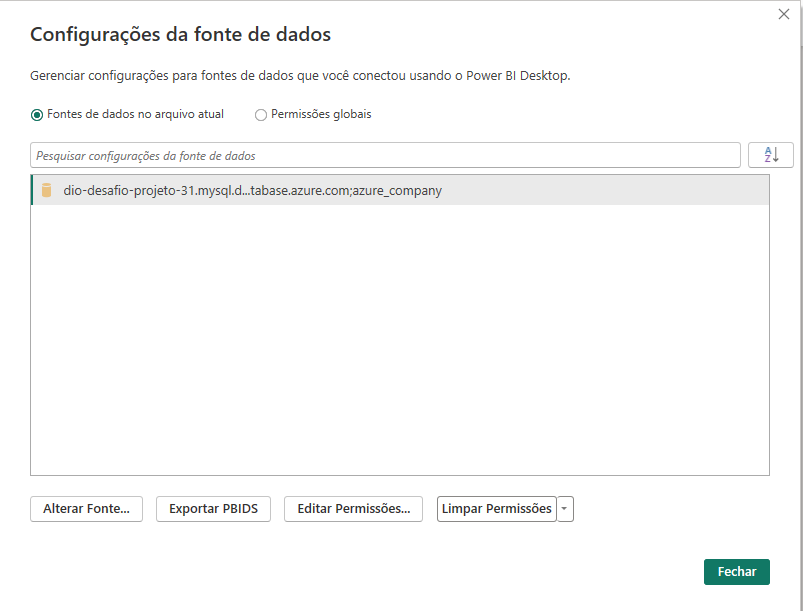 Configurações da fonte de dados
Gerenciar configurações para fontes de dados que você conectou usando o Power BI Desktop.
Fontes de dados no arquivo atual Permissões globais
Pesquisar configurações da fonte de dados
A
Z
dio-desafio-projeto-31.mysql.d...tabase.azure.com;azure_company
Alterar Fonte... Exportar PBIDS Editar Permissões... Limpar Permissões
Fechar